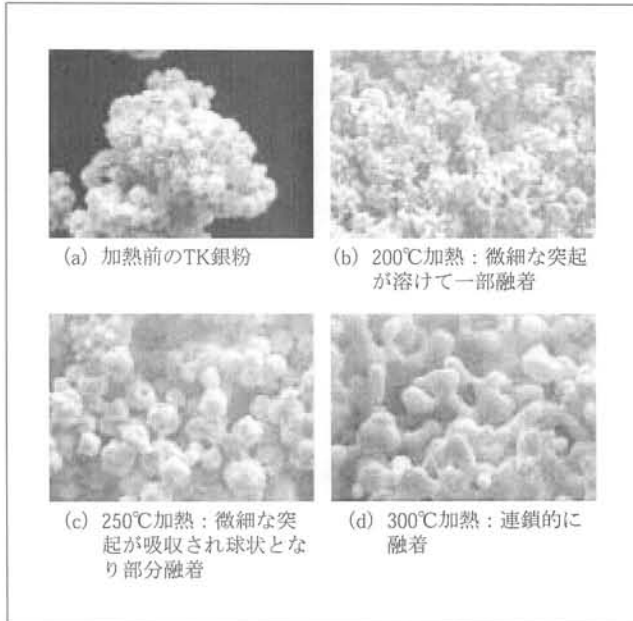 (a) 加熱前のTK銀粉
(b) 200℃加熱：微細な突起
が溶けて一部融着
(c) 250℃加熱：微細な突
起が吸収され球状とな
り部分融着
(d) 300℃加熱：連鎖的に
融着